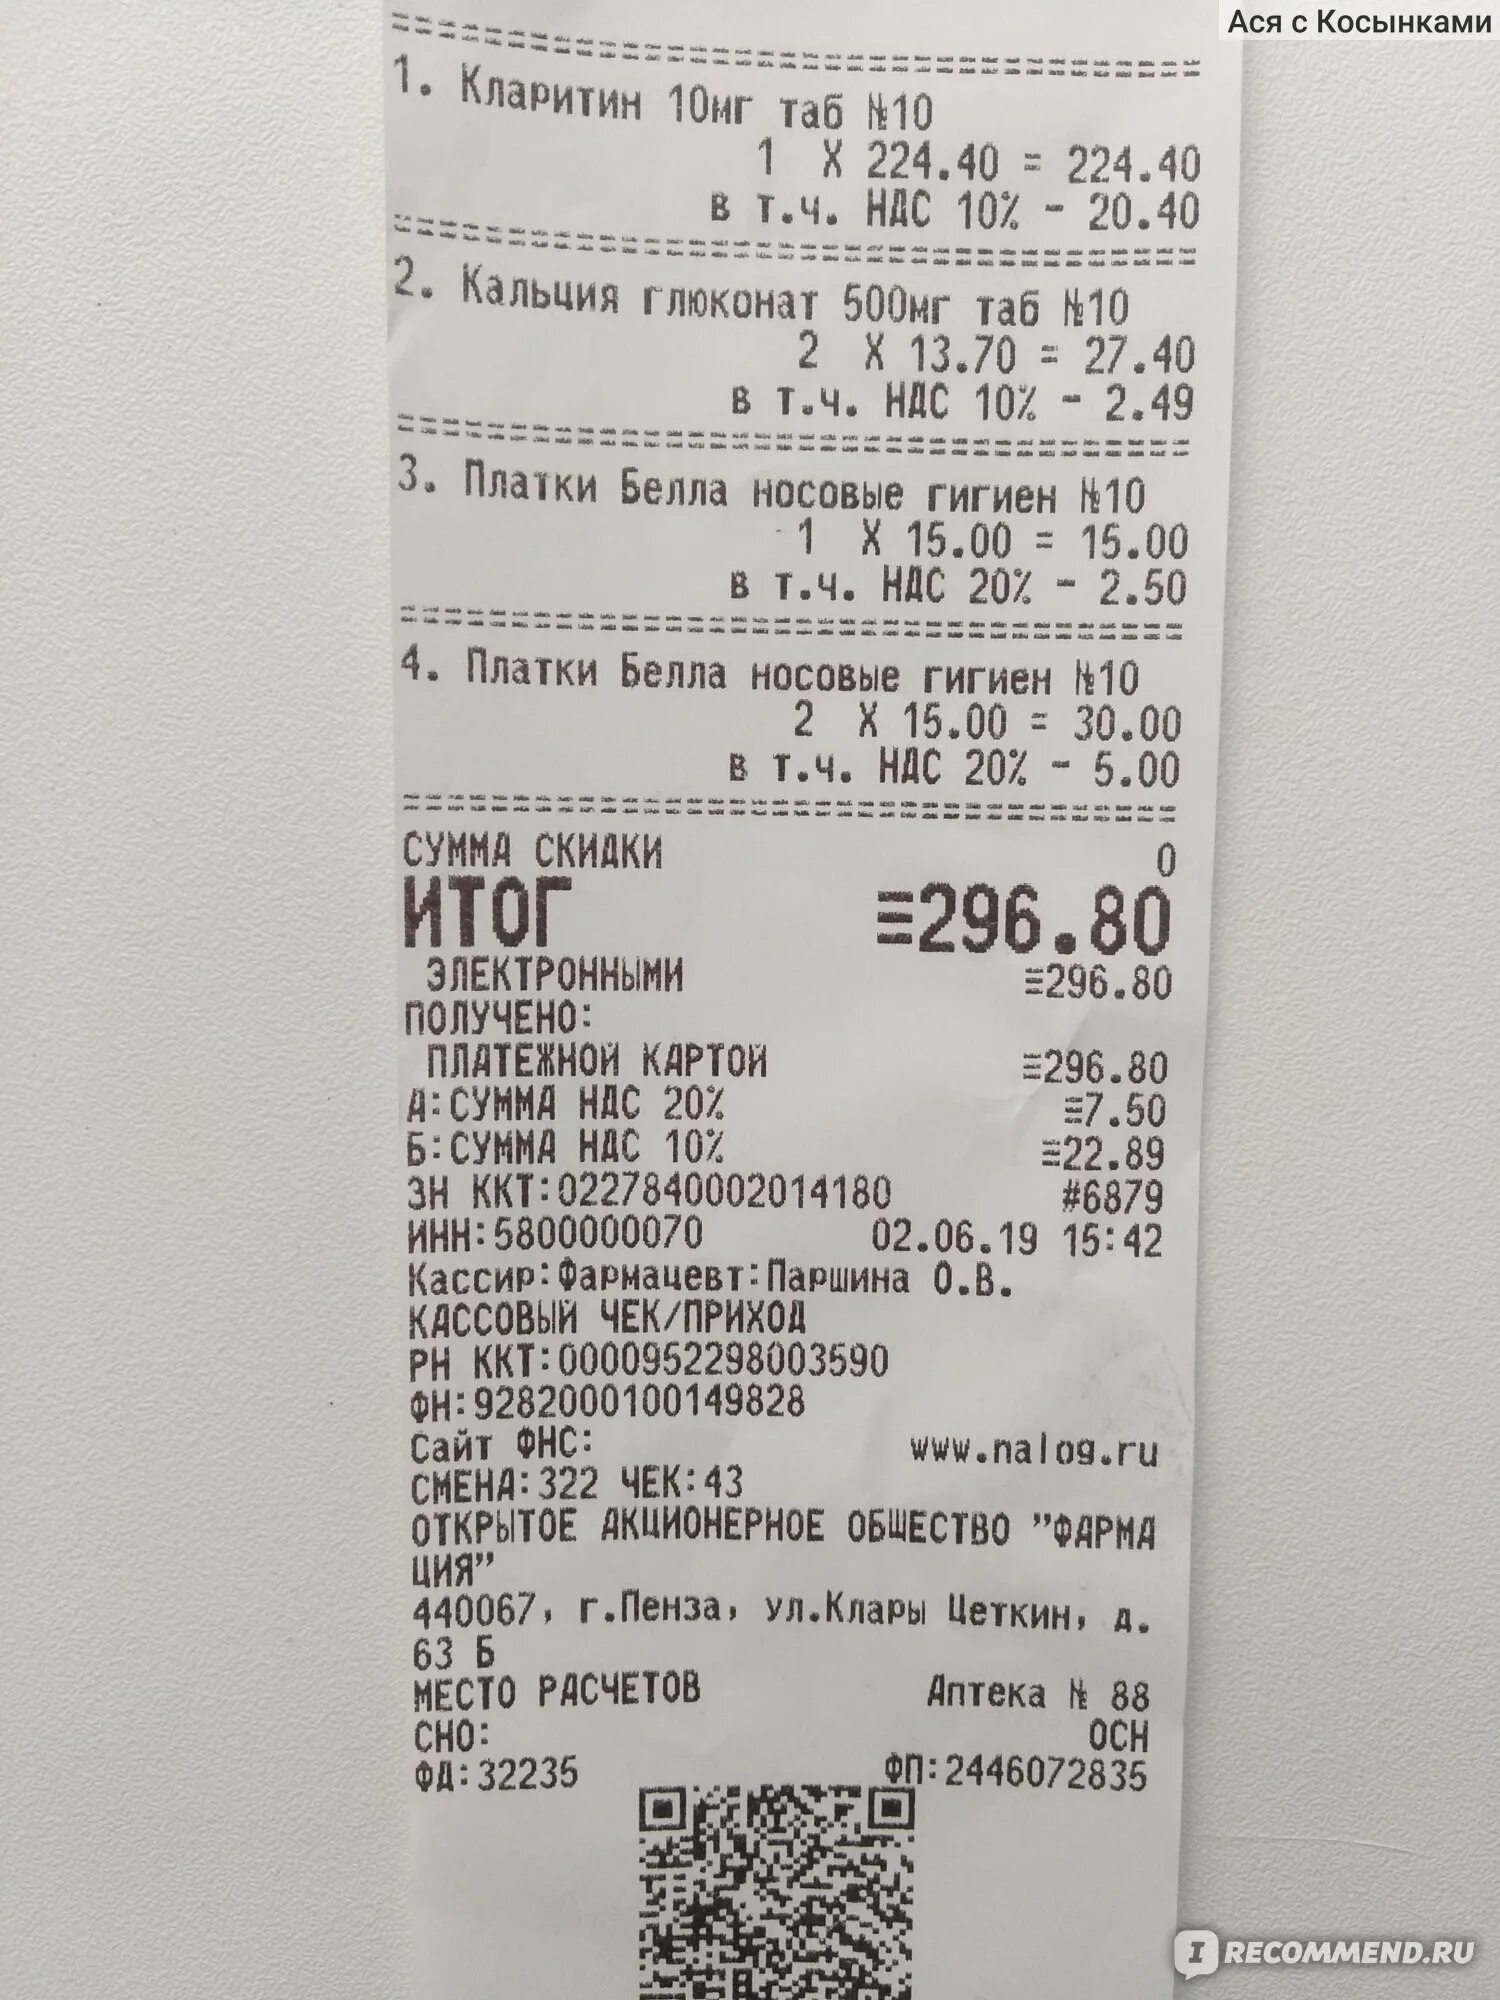 Ася с Косынками
1. Кларитин 10мг таб №10
1 X 224.40 = 224.40
в т.ч. НДС 10% - 20.40
2. Кальция глюконат 500мг таб №10
2 X 13.70 = 27.40
в т.ч. НДС 10% - 2.49
3. Платки Белла носовые гигиен №10
1 X 15.00 = 15.00
в т.ч. НДС 20% - 2.50
4. Платки Белла носовые гигиен №10
2 X 15.00 = 30.00
в т.ч. НДС 20% - 5.00
СУММА СКИДКИ 0
ИТОГ ≡296.80
ЭЛЕКТРОННЫМИ ≡296.80
ПОЛУЧЕНО:
ПЛАТЕЖНОЙ КАРТОЙ ≡296.80
А:СУММА НДС 20% ≡7.50
Б:СУММА НДС 10% ≡22.89
ЗН ККТ:0227840002014180 #6879
ИНН:5800000070 02.06.19 15:42
Кассир:Фармацевт:Паршина О.В.
КАССОВЫЙ ЧЕК/ПРИХОД
РН ККТ:0000952298003590
ФН:9282000100149828
Сайт ФНС: www.nalog.ru
СМЕНА:322 ЧЕК:43
ОТКРЫТОЕ АКЦИОНЕРНОЕ ОБЩЕСТВО "ФАРМА
ЦИЯ"
440067, г.Пенза, ул.Клары Цеткин, д.
63 Б
МЕСТО РАСЧЕТОВ Аптека № 88
СНО: ОСН
ФД:32235 ФП:2446072835
I RECOMMEND.RU